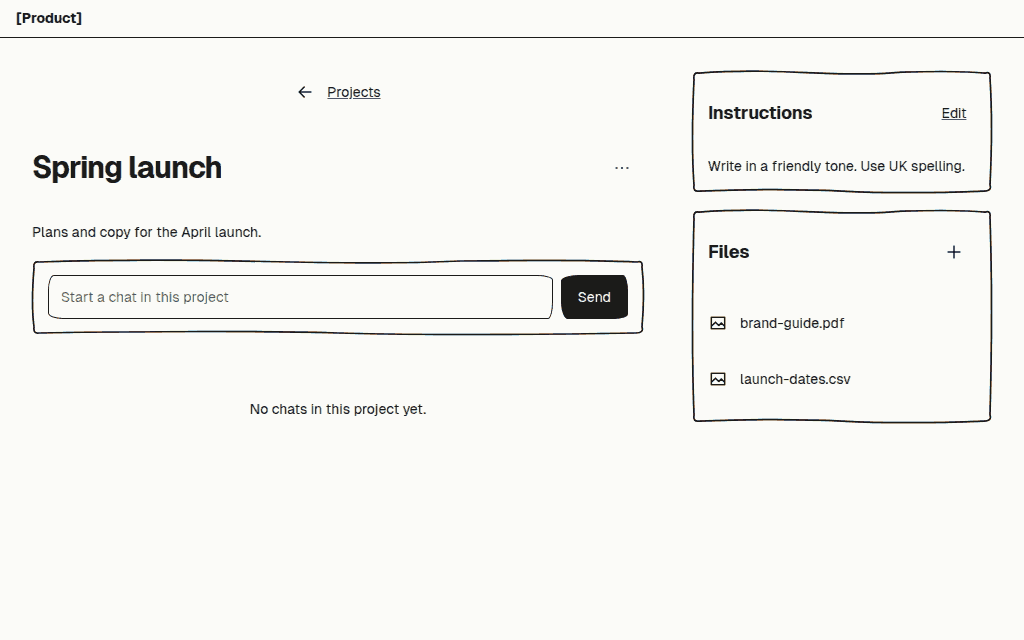 [Product]
Projects
Spring launch
...
Plans and copy for the April launch.
Start a chat in this project
Send
No chats in this project yet.
Instructions
Edit
Write in a friendly tone. Use UK spelling.
Files
brand-guide.pdf
launch-dates.csv